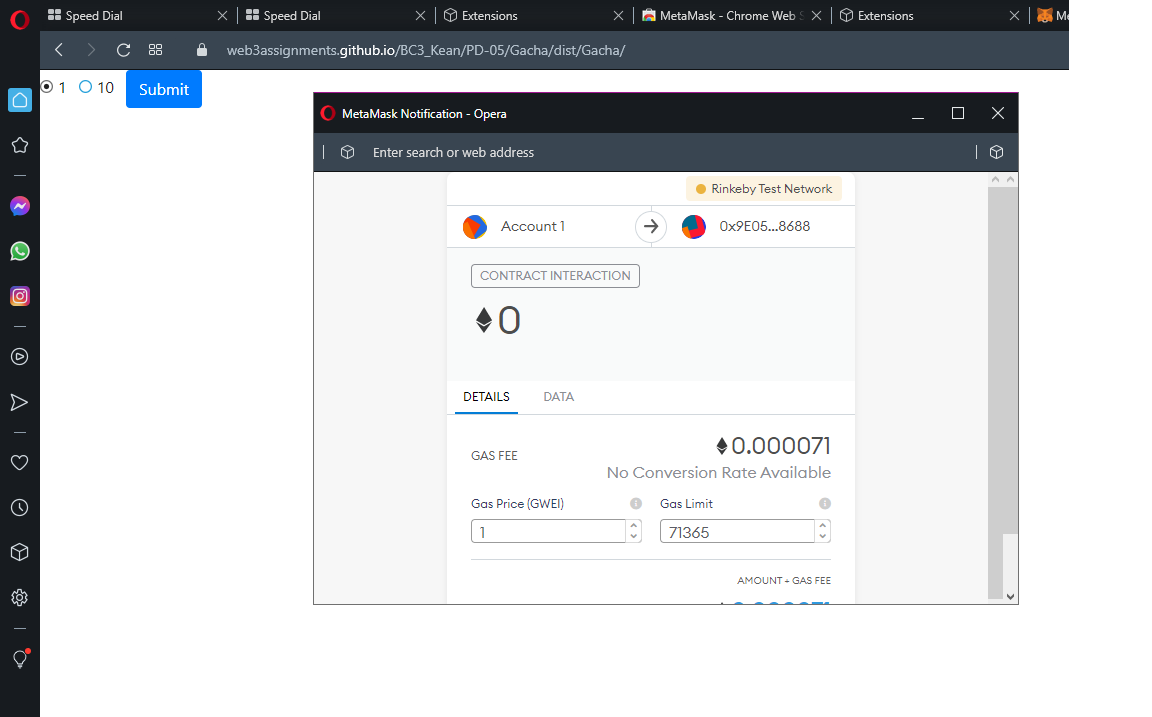 Speed Dial
Speed Dial
Extensions
MetaMask - Chrome Web
Extensions
web3assignments.github.io/BC3_Kean/PD-05/Gacha/dist/Gacha/
1 10 Submit
MetaMask Notification - Opera
Enter search or web address
Rinkeby Test Network
Account 1
0x9E05...8688
CONTRACT INTERACTION
0
DETAILS DATA
0.000071
GAS FEE
No Conversion Rate Available
Gas Price (GWEI) Gas Limit
1 71365
AMOUNT + GAS FEE